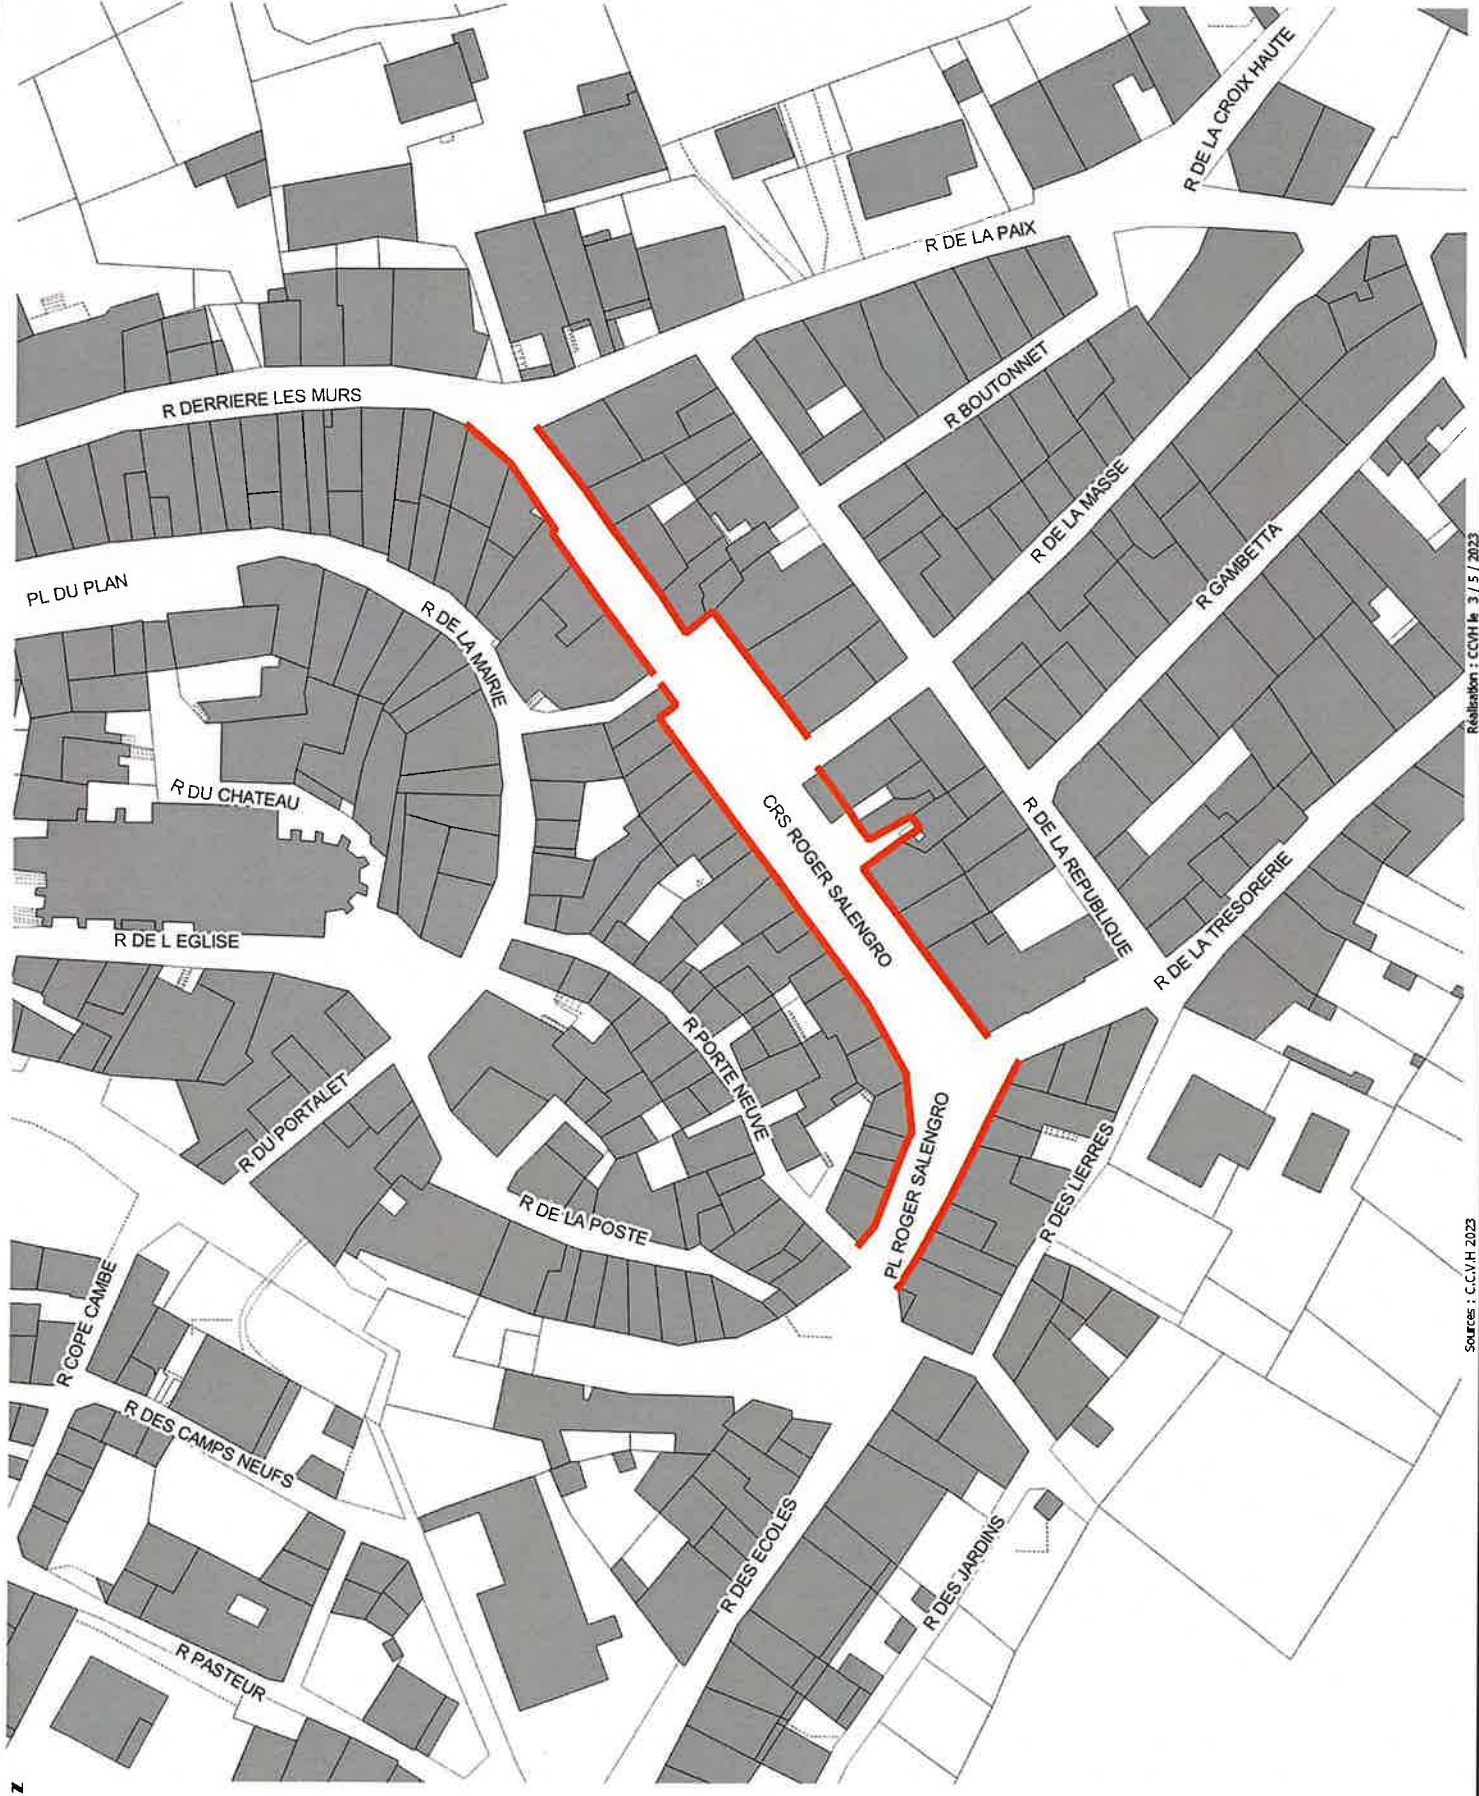 R DE LA CROIX HAUTE
R DE LA PAIX
R DERRIERE LES MURS
R BOUTONNET
R DE LA MASSE
R GAMBETTA
PL DU PLAN
R DE LA MAIRIE
R DU CHATEAU
CRS ROGER SALENGRO
R DE LA REPUBLIQUE
R DE LA TRESORERIE
R DE L EGLISE
R PORTE NEUVE
R DU PORTALET
PL ROGER SALENGRO
R DES LIERRES
R DE LA POSTE
R COPE CAMBE
R DES CAMPS NEUFS
R DES ECOLES
R DES JARDINS
R PASTEUR
Réalisation : CCVH le 3 / 5 / 2023
Sources : C.C.V.H 2023
N